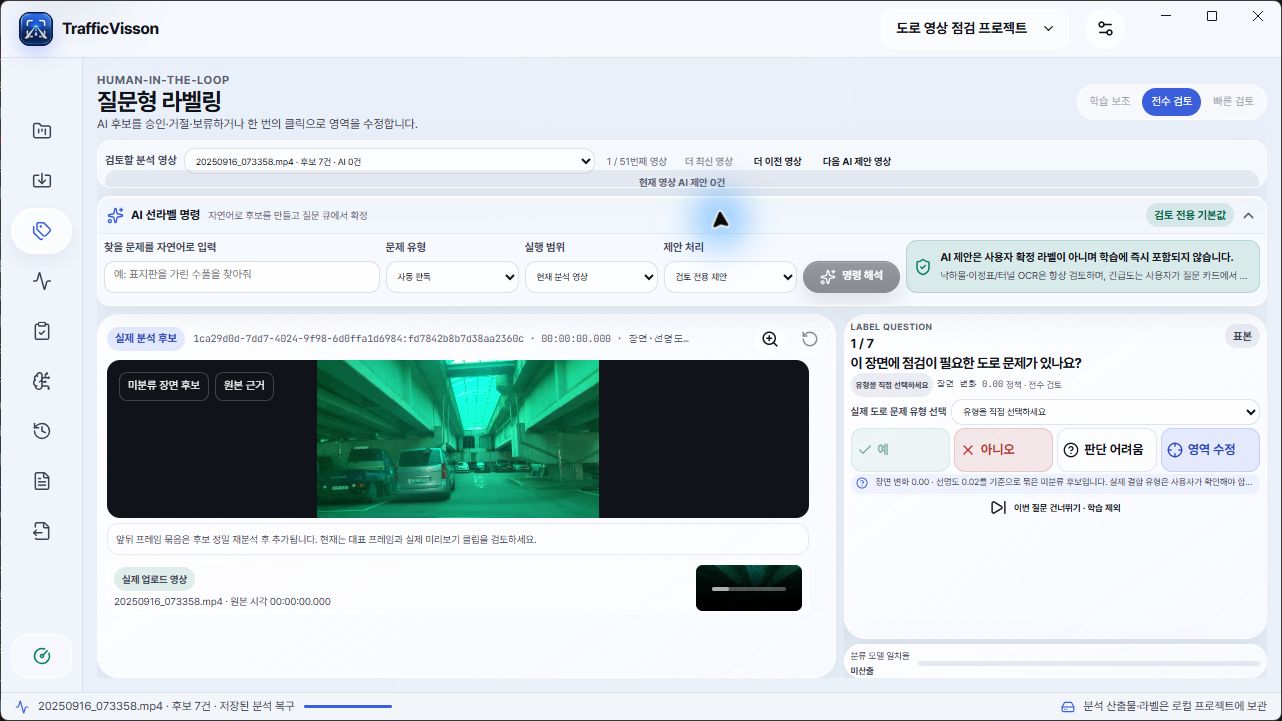 TrafficVisson
도로 영상 점검 프로젝트
HUMAN-IN-THE-LOOP
질문형 라벨링
AI 후보를 승인·거절·보류하거나 한 번의 클릭으로 영역을 수정합니다.
학습 보조
전수 검토
빠른 검토
검토할 분석 영상
20250916_073358.mp4 · 후보 7건 · AI 0건
1 / 51번째 영상
더 최신 영상
더 이전 영상
다음 AI 제안 영상
현재 영상 AI 제안 0건
AI 선라벨 명령
자연어로 후보를 만들고 질문 큐에서 확정
검토 전용 기본값
찾을 문제를 자연어로 입력
문제 유형
실행 범위
제안 처리
예: 표지판을 가린 수풀을 찾아줘
자동 판독
현재 분석 영상
검토 전용 제안
명령 해석
AI 제안은 사용자 확정 라벨이 아니며 학습에 즉시 포함되지 않습니다.
낙하물·이정표/터널 OCR은 항상 검토하며, 긴급도는 사용자가 질문 카드에서 ...
실제 분석 후보
1ca29d0d-7dd7-4024-9f98-6d0ffa1d6984:fd7842b8b7d38aa2360c · 00:00:00.000 · 장면·선명도…
미분류 장면 후보
원본 근거
앞뒤 프레임 묶음은 후보 정밀 재분석 후 추가됩니다. 현재는 대표 프레임과 실제 미리보기 클립을 검토하세요.
실제 업로드 영상
20250916_073358.mp4 · 원본 시각 00:00:00.000
LABEL QUESTION
1 / 7
표본
이 장면에 점검이 필요한 도로 문제가 있나요?
유형을 직접 선택하세요
장면 변화 0.00 정책 · 전수 검토
실제 도로 문제 유형 선택
유형을 직접 선택하세요
예
아니오
판단 어려움
영역 수정
장면 변화 0.00 · 선명도 0.02를 기준으로 묶은 미분류 후보입니다. 실제 결함 유형은 사용자가 확인해야 합...
이번 질문 건너뛰기 · 학습 제외
분류 모델 일치율
미산출
20250916_073358.mp4 · 후보 7건 · 저장된 분석 복구
분석 산출물·라벨은 로컬 프로젝트에 보관